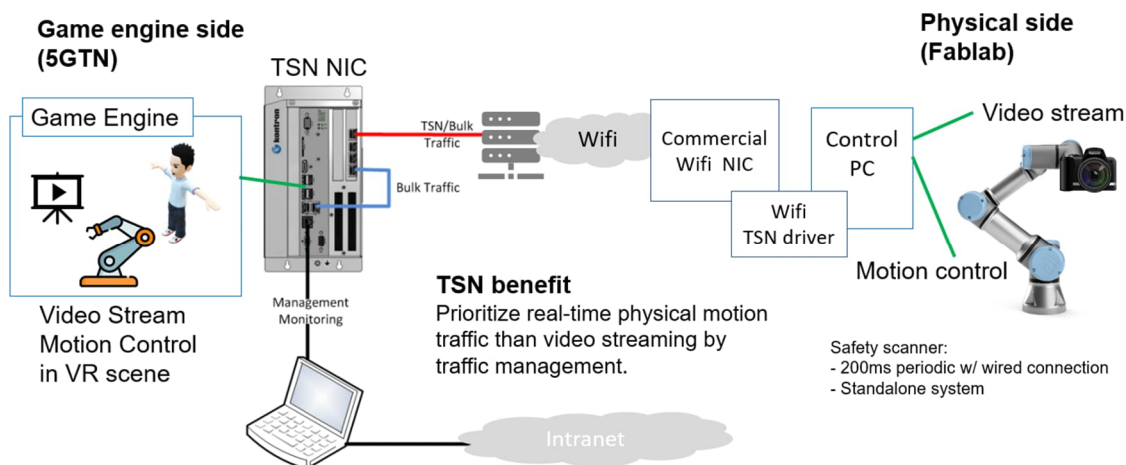 Game engine side
(5GTN)
TSN NIC
Game Engine
kontron
TSN/Bulk
Traffic
Bulk Traffic
Wifi
Commercial
Wifi NIC
Control
PC
Wifi
TSN driver
Physical side
(Fablab)
Video stream
Motion control
Management
Monitoring
Video Stream
Motion Control
in VR scene
TSN benefit
Prioritize real-time physical motion
traffic than video streaming by
traffic management.
Safety scanner:
- 200ms periodic w/ wired connection
- Standalone system
Intranet